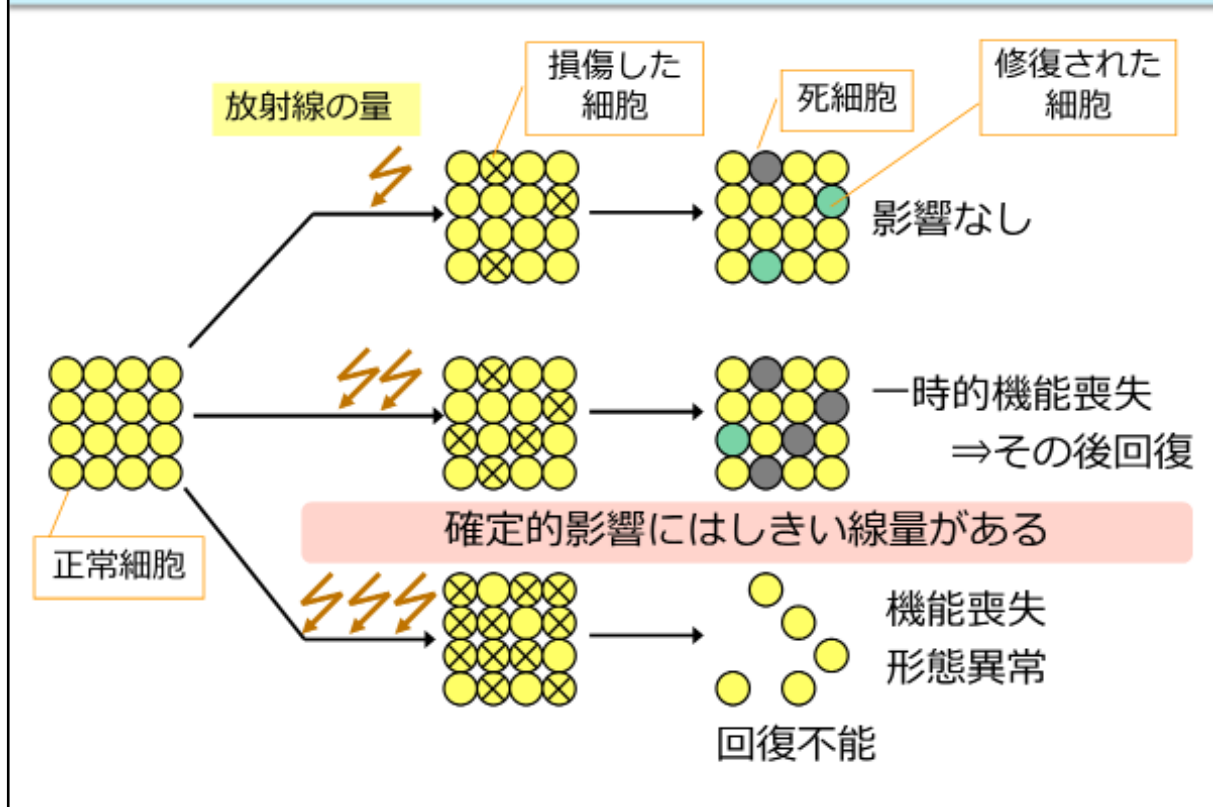 放射線の量
損傷した
細胞
死細胞
修復された
細胞
影響なし
一時的機能喪失
⇒その後回復
正常細胞
確定的影響にはしきい線量がある
機能喪失
形態異常
回復不能